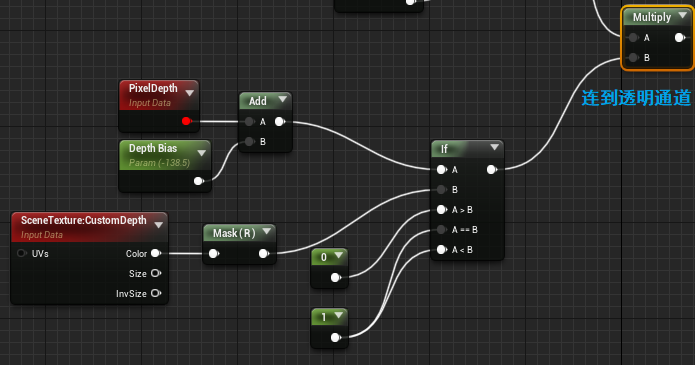 Multiply
A
B
连到透明通道
PixelDepth
Input Data
Add
A
B
Depth Bias
Param (-138.5)
If
A
B
A > B
A == B
A < B
SceneTexture:CustomDepth
Input Data
UVs
Color
Size
InvSize
Mask ( R )
0
1